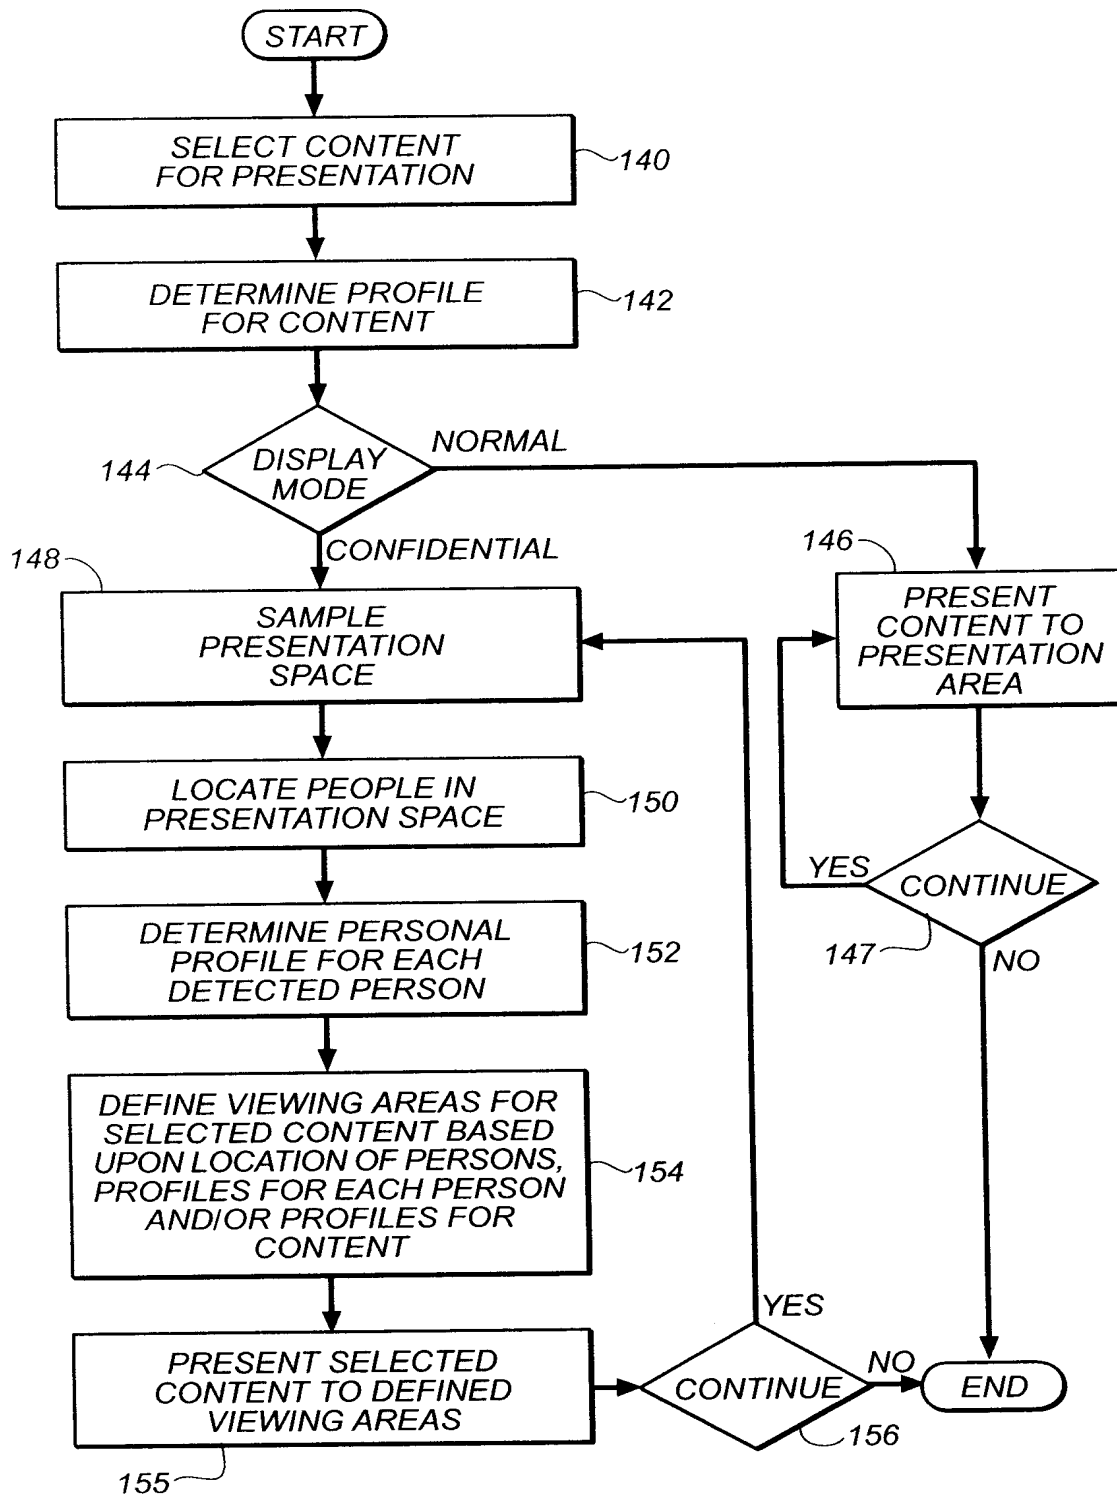 START
SELECT CONTENT
FOR PRESENTATION
140
DETERMINE PROFILE
FOR CONTENT
142
144
DISPLAY
MODE
NORMAL
CONFIDENTIAL
148
SAMPLE
PRESENTATION
SPACE
146
PRESENT
CONTENT TO
PRESENTATION
AREA
LOCATE PEOPLE IN
PRESENTATION SPACE
150
YES
CONTINUE
147
NO
DETERMINE PERSONAL
PROFILE FOR EACH
DETECTED PERSON
152
DEFINE VIEWING AREAS FOR
SELECTED CONTENT BASED
UPON LOCATION OF PERSONS,
PROFILES FOR EACH PERSON
AND/OR PROFILES FOR
CONTENT
154
PRESENT SELECTED
CONTENT TO DEFINED
VIEWING AREAS
155
YES
CONTINUE
156
NO
END